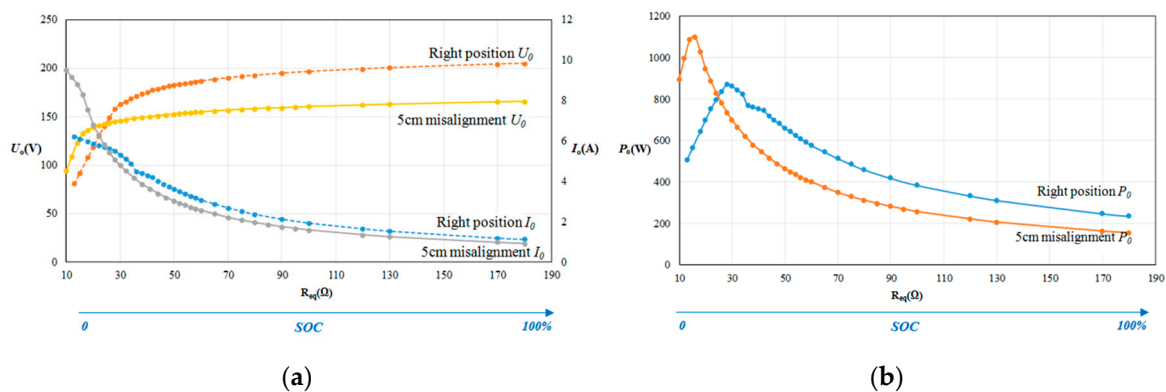 250
200
150
100
50
0
U₀(V)
12
10
8
6
4
2
0
I₀(A)
Right position U₀
5cm misalignment U₀
Right position I₀
5cm misalignment I₀
10 30 50 70 90 110 130 150 170 190
Req(Ω)
0 SOC 100%
(a)
1200
1000
800
600
400
200
0
P₀(W)
Right position P₀
5cm misalignment P₀
10 30 50 70 90 110 130 150 170 190
Req(Ω)
0 SOC 100%
(b)